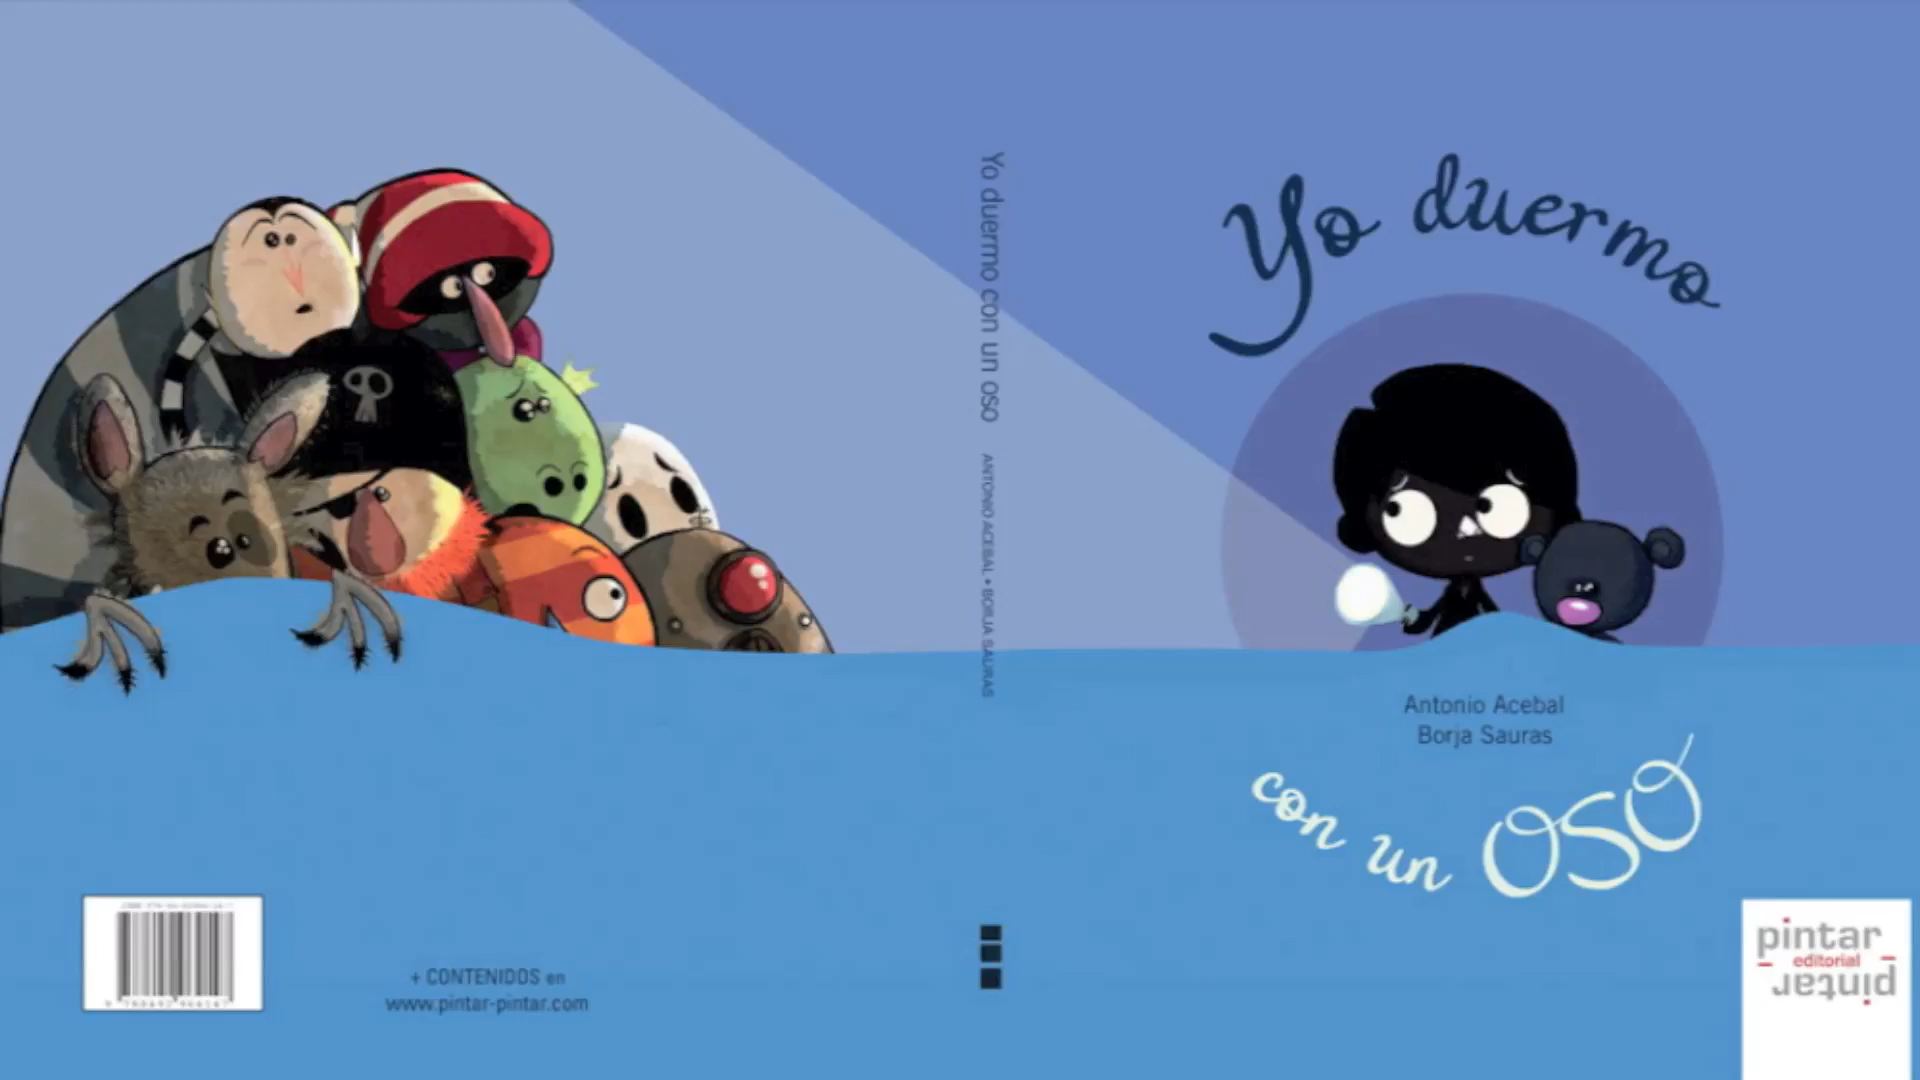 Yo duermo
Antonio Acebal
Borja Sauras
con un OSO
pintar
editorial
pintar
Yo duermo con un oso
ANTONIO ACEBAL • BORJA SAURAS
+ CONTENIDOS en
www.pintar-pintar.com